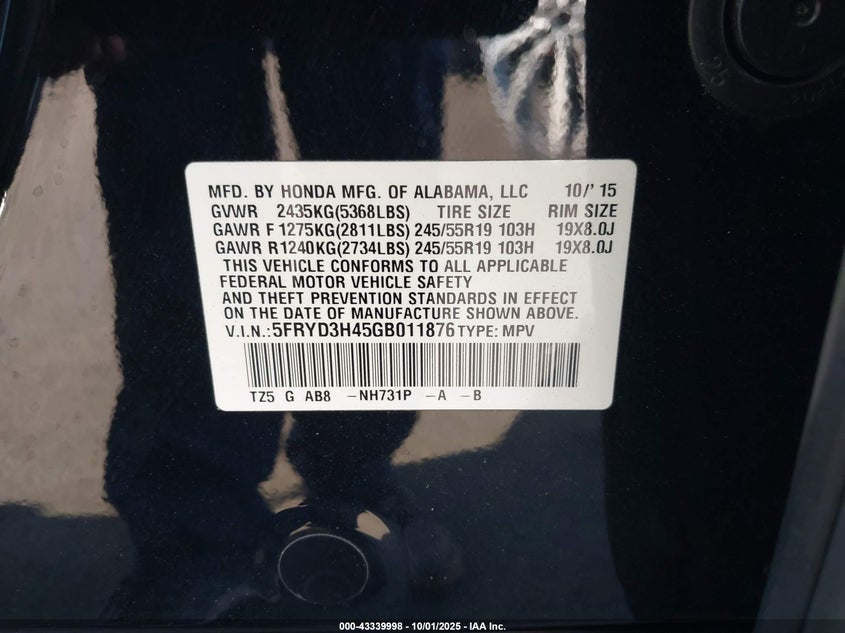 MFD. BY HONDA MFG. OF ALABAMA, LLC 10/' 15
GVWR 2435KG(5368LBS) TIRE SIZE RIM SIZE
GAWR F 1275KG(2811LBS) 245/55R19 103H 19X8.0J
GAWR R 1240KG(2734LBS) 245/55R19 103H 19X8.0J
THIS VEHICLE CONFORMS TO ALL APPLICABLE
FEDERAL MOTOR VEHICLE SAFETY
AND THEFT PREVENTION STANDARDS IN EFFECT
ON THE DATE OF MANUFACTURE SHOWN ABOVE.
V.I.N.: 5FRYD3H45GB011876 TYPE: MPV
TZ5 G AB8 -NH731P -A -B
25
000-43339998 - 10/01/2025 - IAA Inc.